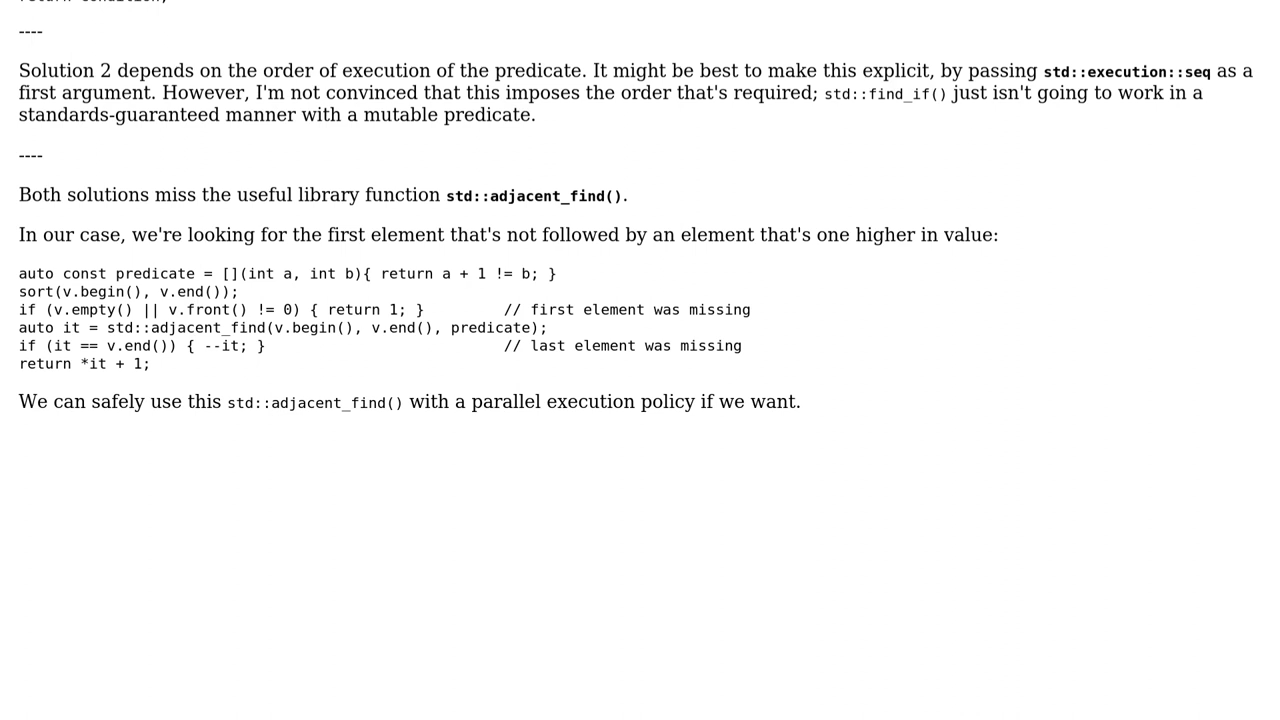 ----
Solution 2 depends on the order of execution of the predicate. It might be best to make this explicit, by passing std::execution::seq as a
first argument. However, I'm not convinced that this imposes the order that's required; std::find_if() just isn't going to work in a
standards-guaranteed manner with a mutable predicate.
----
Both solutions miss the useful library function std::adjacent_find().
In our case, we're looking for the first element that's not followed by an element that's one higher in value:
auto const predicate = [](int a, int b){ return a + 1 != b; }
sort(v.begin(), v.end());
if (v.empty() || v.front() != 0) { return 1; }         // first element was missing
auto it = std::adjacent_find(v.begin(), v.end(), predicate);
if (it == v.end()) { --it; }                           // last element was missing
return *it + 1;
We can safely use this std::adjacent_find() with a parallel execution policy if we want.